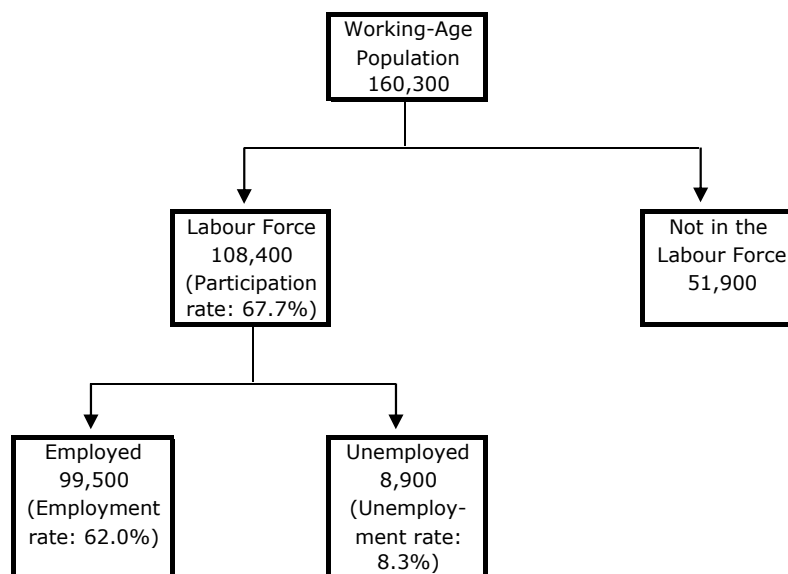 Working-Age
Population
160,300
Labour Force
108,400
(Participation
rate: 67.7%)
Not in the
Labour Force
51,900
Employed
99,500
(Employment
rate: 62.0%)
Unemployed
8,900
(Unemploy-
ment rate:
8.3%)